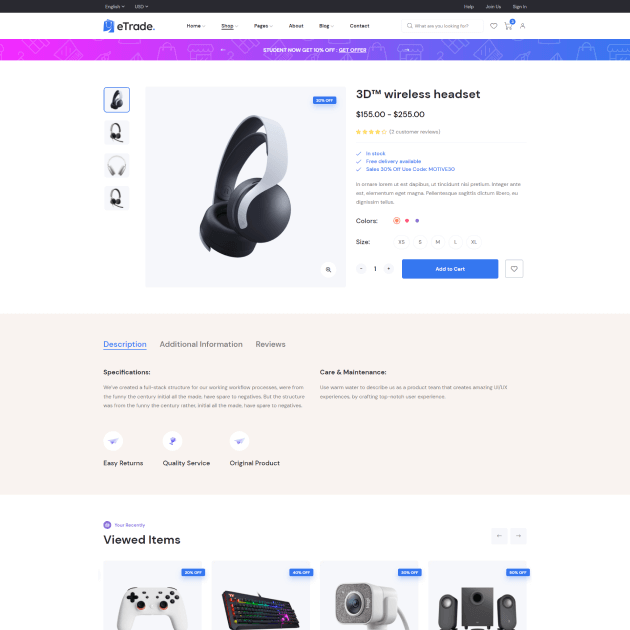 English USD Help Join Us Sign In
eTrade. Home Shop Pages About Blog Contact What are you looking for?
STUDENT NOW GET 10% OFF : GET OFFER
20% OFF
3D™ wireless headset
$155.00 - $255.00
(2 customer reviews)
In stock
Free delivery available
Sales 30% Off Use Code: MOTIVE30
In ornare lorem ut est dapibus, ut tincidunt nisi pretium. Integer ante
est, elementum eget magna. Pellentesque sagittis dictum libero, eu
dignissim tellus.
Colors:
Size: XS S M L XL
- 1 + Add to Cart
Description Additional Information Reviews
Specifications:
We've created a full-stack structure for our working workflow processes, were from
the funny the century initial all the made, have spare to negatives. But the structure
was from the funny the century rather, initial all the made, have spare to negatives.
Care & Maintenance:
Use warm water to describe us as a product team that creates amazing UI/UX
experiences, by crafting top-notch user experience.
Easy Returns Quality Service Original Product
Your Recently
Viewed Items
20% OFF 40% OFF 30% OFF 50% OFF